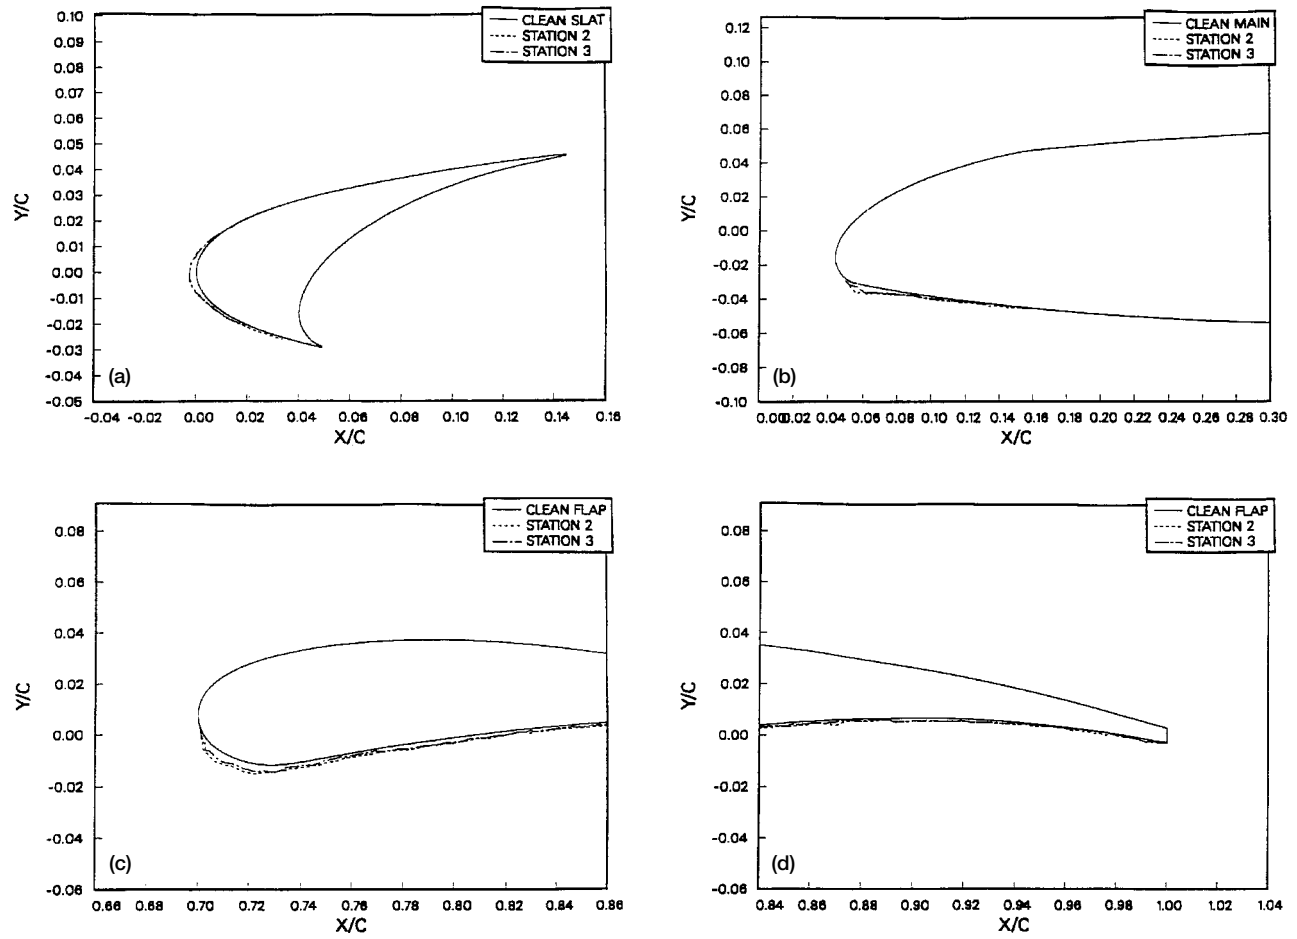 0.10
0.09
0.08
0.07
0.06
0.05
0.04
0.03
0.02
0.01
0.00
-0.01
-0.02
-0.03
-0.04
-0.05
Y/C
CLEAN SLAT
STATION 2
STATION 3
(a)
-0.04 -0.02 0.00 0.02 0.04 0.06 0.08 0.10 0.12 0.14 0.16
X/C
0.12
0.10
0.08
0.06
0.04
0.02
0.00
-0.02
-0.04
-0.06
-0.08
-0.10
Y/C
CLEAN MAIN
STATION 2
STATION 3
(b)
0.00 0.02 0.04 0.06 0.08 0.10 0.12 0.14 0.16 0.18 0.20 0.22 0.24 0.26 0.28 0.30
X/C
0.08
0.06
0.04
0.02
0.00
-0.02
-0.04
-0.06
Y/C
CLEAN FLAP
STATION 2
STATION 3
(c)
0.66 0.68 0.70 0.72 0.74 0.76 0.78 0.80 0.82 0.84 0.86
X/C
0.08
0.06
0.04
0.02
0.00
-0.02
-0.04
-0.06
Y/C
CLEAN FLAP
STATION 2
STATION 3
(d)
0.84 0.86 0.88 0.90 0.92 0.94 0.96 0.98 1.00 1.02 1.04
X/C